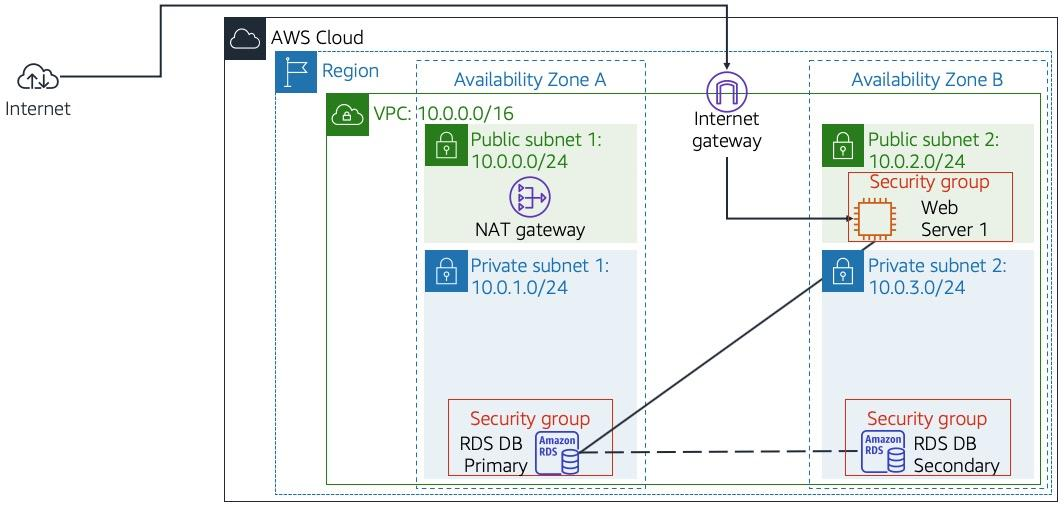 AWS Cloud
Region
Internet
Availability Zone A
Availability Zone B
VPC: 10.0.0.0/16
Internet
gateway
Public subnet 1:
10.0.0.0/24
NAT gateway
Public subnet 2:
10.0.2.0/24
Security group
Web
Server 1
Private subnet 1:
10.0.1.0/24
Private subnet 2:
10.0.3.0/24
Security group
RDS DB
Primary
Amazon
RDS
Security group
Amazon
RDS
RDS DB
Secondary